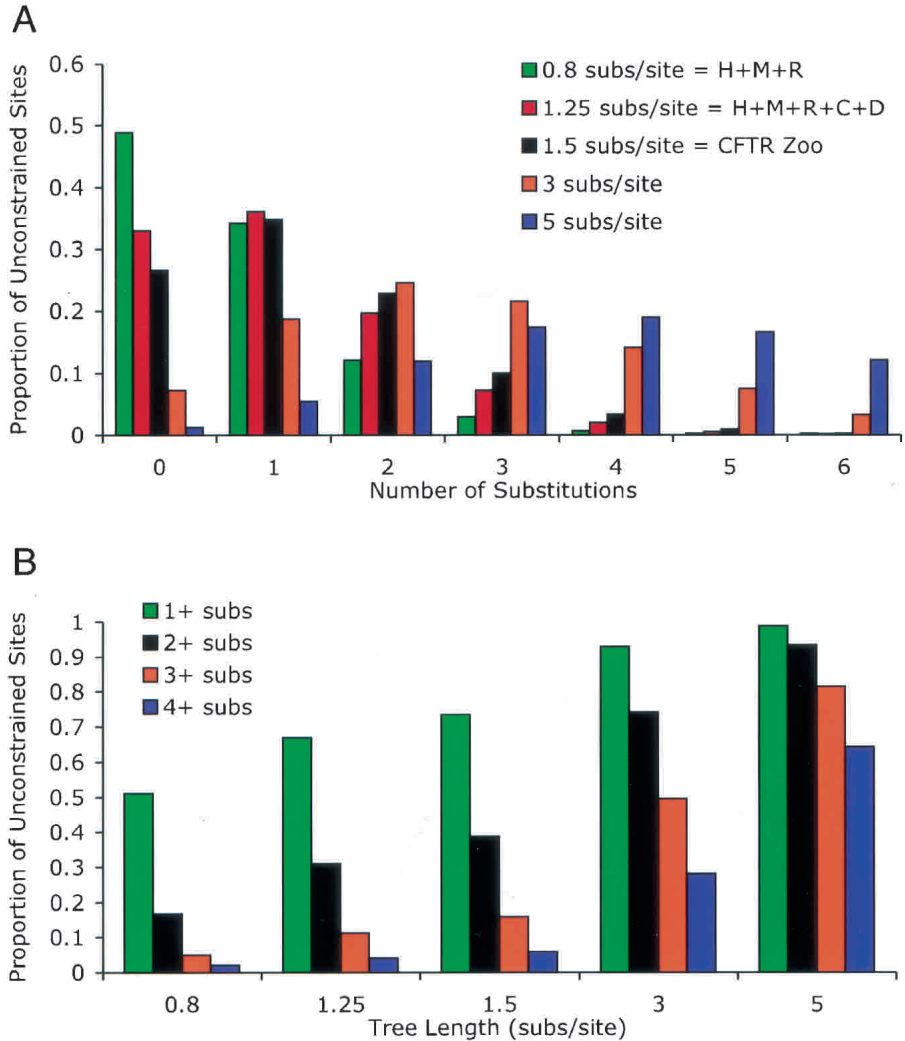 A
0.6
0.5
0.4
0.3
0.2
0.1
0
Proportion of Unconstrained Sites
0.8 subs/site = H+M+R
1.25 subs/site = H+M+R+C+D
1.5 subs/site = CFTR Zoo
3 subs/site
5 subs/site
0 1 2 3 4 5 6
Number of Substitutions
B
1+ subs
2+ subs
3+ subs
4+ subs
1
0.9
0.8
0.7
0.6
0.5
0.4
0.3
0.2
0.1
0
Proportion of Unconstrained Sites
0.8 1.25 1.5 3 5
Tree Length (subs/site)